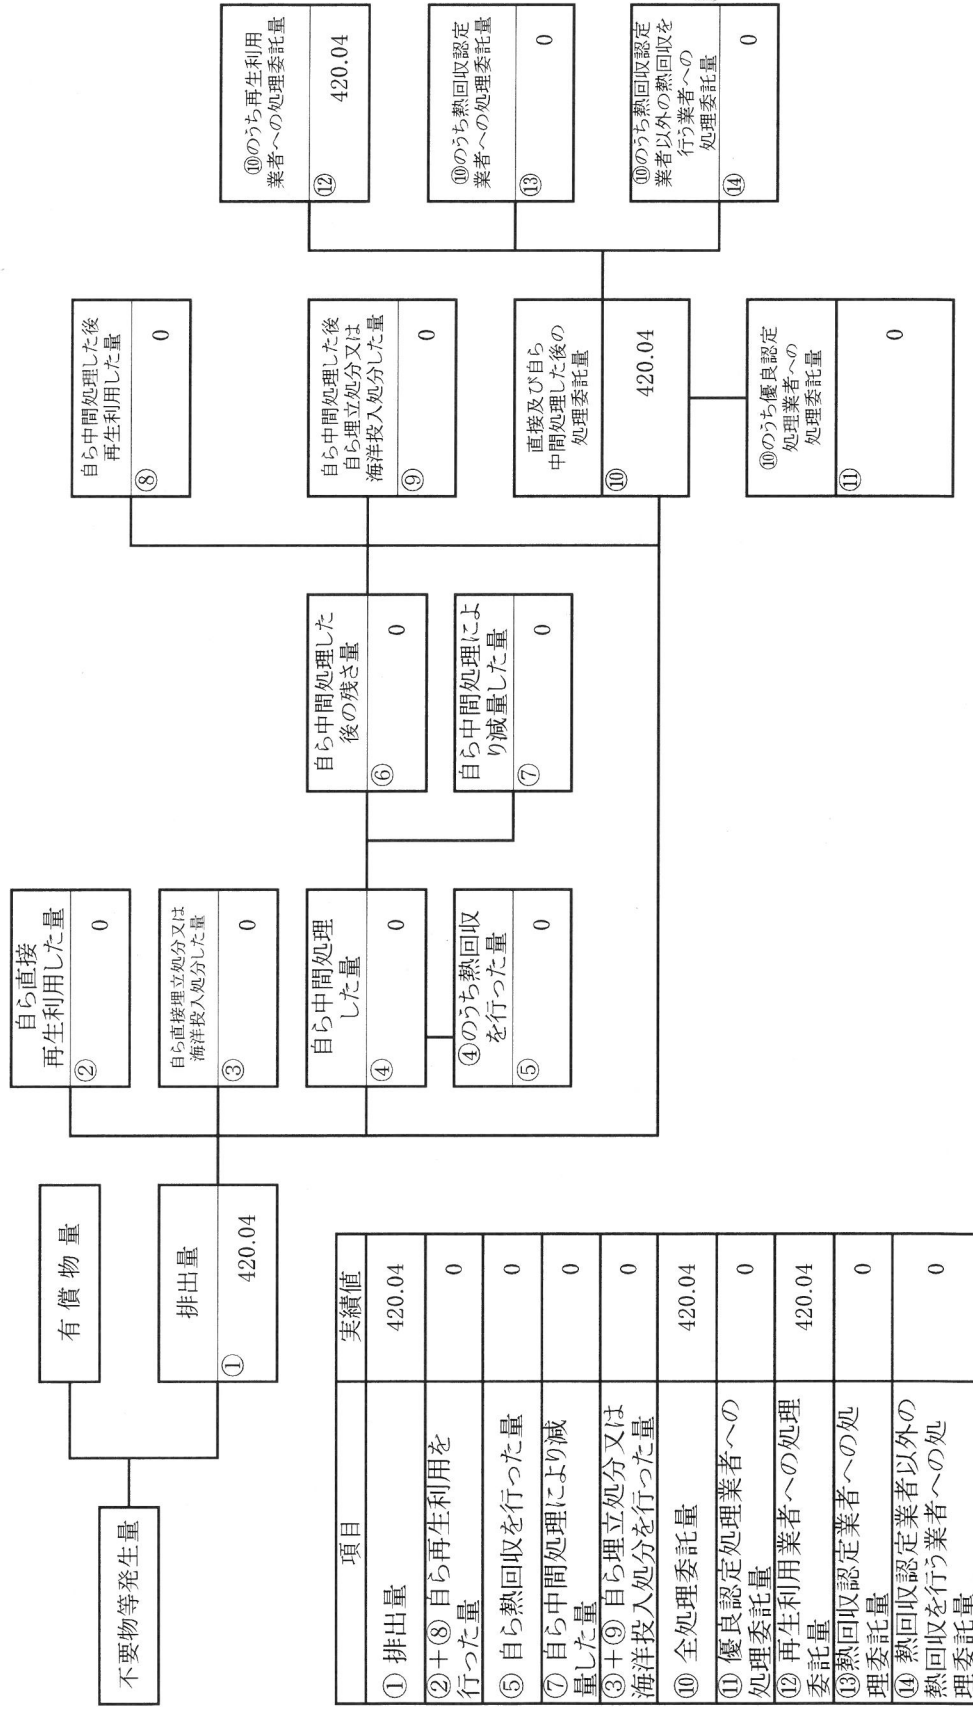 不要物等発生量
有償物量
排出量
① 420.04
自ら直接
再生利用した量
② 0
自ら直接埋立処分又は
海洋投入処分した量
③ 0
自ら中間処理
した量
④ 0
④のうち熱回収
を行った量
⑤ 0
自ら中間処理した
後の残さ量
⑥ 0
自ら中間処理によ
り減量した量
⑦ 0
自ら中間処理した後
再生利用した量
⑧ 0
自ら中間処理した後
自ら埋立処分又は
海洋投入処分した量
⑨ 0
直接及び自ら
中間処理した後の
処理委託量
⑩ 420.04
⑩のうち優良認定
処理業者への
処理委託量
⑪ 0
⑩のうち再生利用
業者への処理委託量
⑫ 420.04
⑩のうち熱回収認定
業者への処理委託量
⑬ 0
⑩のうち熱回収認定
業者以外の熱回収を
行う業者への
処理委託量
⑭ 0
項目 実績値
① 排出量 420.04
②+⑧ 自ら再生利用を
行った量 0
⑤ 自ら熱回収を行った量 0
⑦ 自ら中間処理により減
量した量 0
③+⑨ 自ら埋立処分又は
海洋投入処分を行った量 0
⑩ 全処理委託量 420.04
⑪ 優良認定処理業者への
処理委託量 0
⑫ 再生利用業者への処理
委託量 420.04
⑬熱回収認定業者への処
理委託量 0
⑭ 熱回収認定業者以外の
熱回収を行う業者への処
理委託量 0